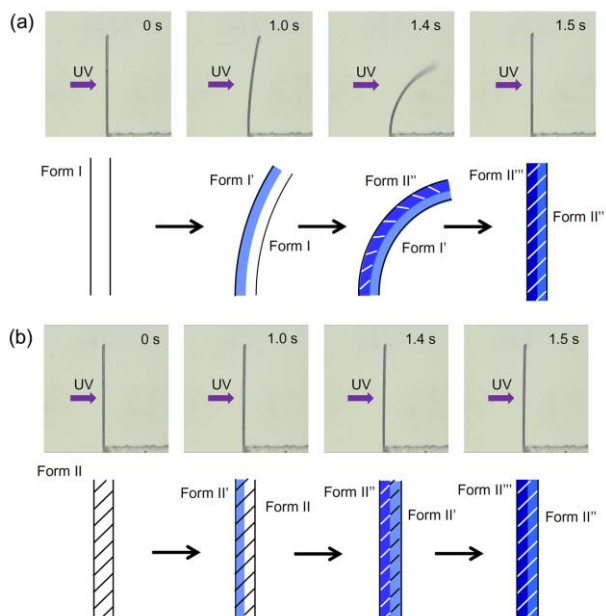 (a)
0 s
1.0 s
1.4 s
1.5 s
UV
UV
UV
UV
Form I
Form I'
Form I
Form II''
Form I'
Form II'''
Form II''
(b)
0 s
1.0 s
1.4 s
1.5 s
UV
UV
UV
UV
Form II
Form II'
Form II
Form II''
Form II'
Form II'''
Form II''